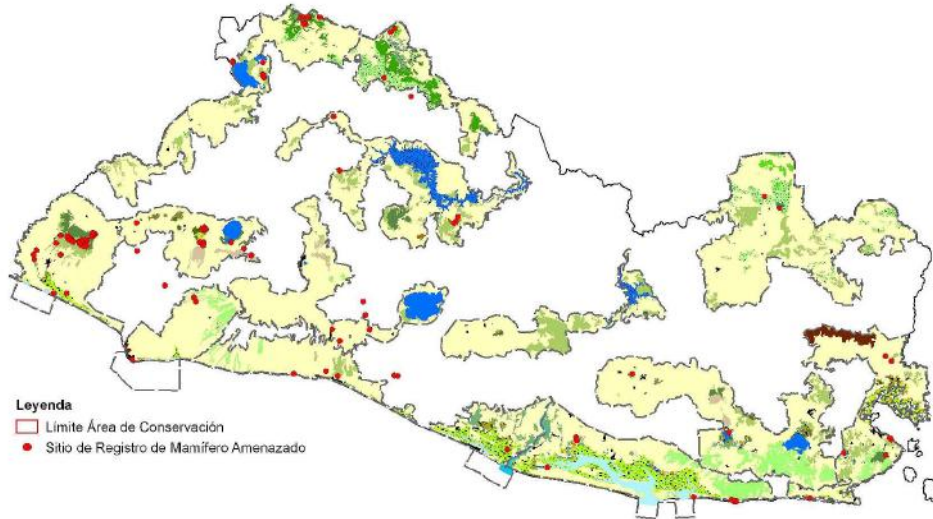 Leyenda
Límite Área de Conservación
Sitio de Registro de Mamífero Amenazado